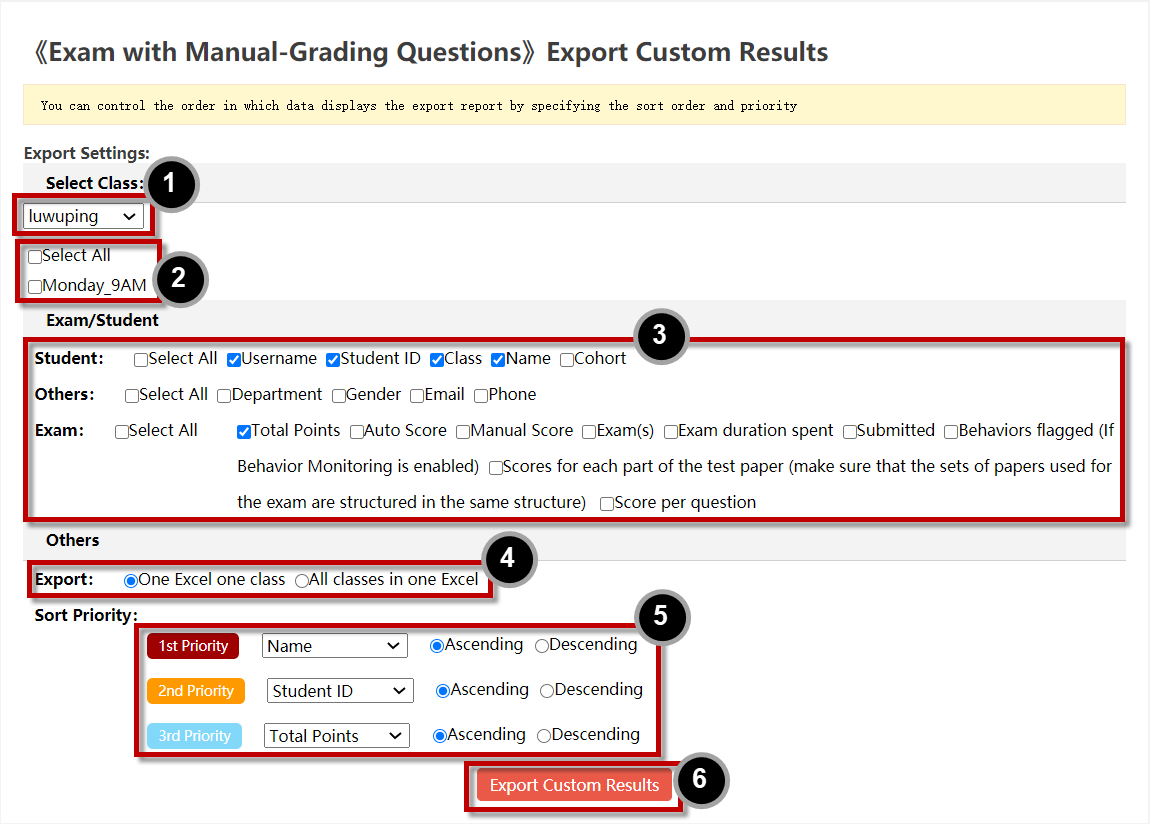 《Exam with Manual-Grading Questions》Export Custom Results
You can control the order in which data displays the export report by specifying the sort order and priority
Export Settings:
Select Class:
1
luwuping
Select All
Monday_9AM
2
Exam/Student
3
Student: Select All Username Student ID Class Name Cohort
Others: Select All Department Gender Email Phone
Exam: Select All Total Points Auto Score Manual Score Exam(s) Exam duration spent Submitted Behaviors flagged (If
Behavior Monitoring is enabled) Scores for each part of the test paper (make sure that the sets of papers used for
the exam are structured in the same structure) Score per question
Others
4
Export: One Excel one class All classes in one Excel
Sort Priority:
5
1st Priority Name Ascending Descending
2nd Priority Student ID Ascending Descending
3rd Priority Total Points Ascending Descending
Export Custom Results
6